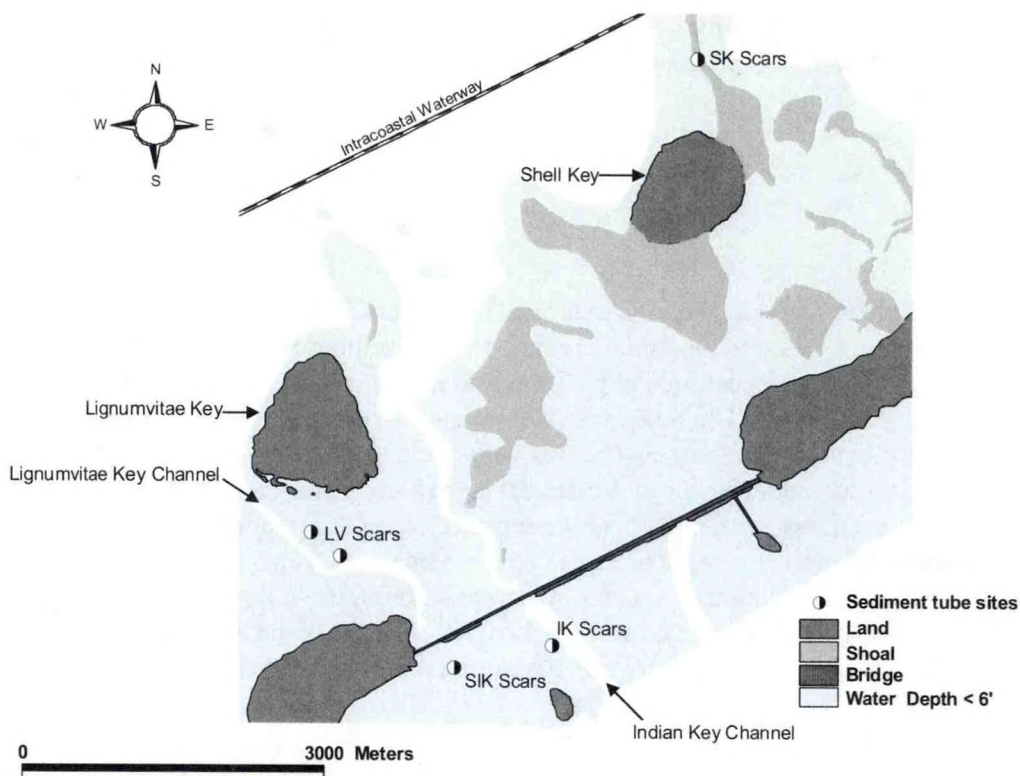 SK Scars
N
W E
S
Intracoastal Waterway
Shell Key
Lignumvitae Key
Lignumvitae Key Channel
LV Scars
IK Scars
SIK Scars
Indian Key Channel
Sediment tube sites
Land
Shoal
Bridge
Water Depth < 6'
0 3000 Meters